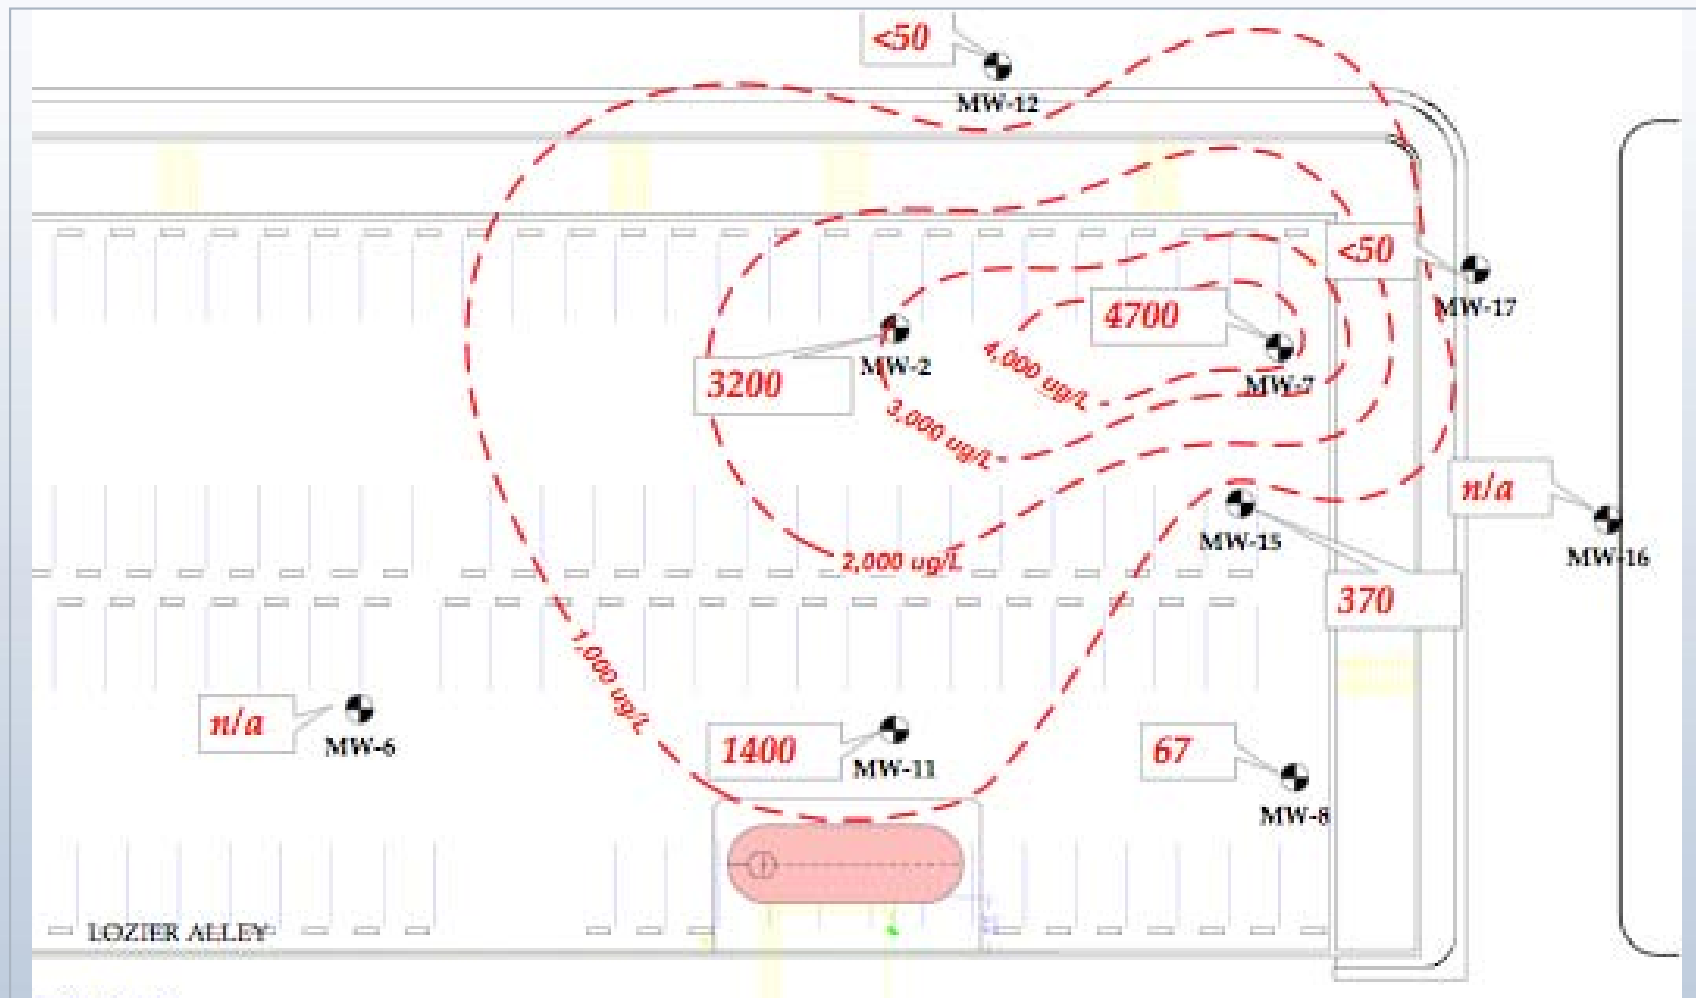 <50
MW-12
<50
MW-17
4700
MW-7
MW-2
3200
4,000 ug/L
3,000 ug/L
n/a
MW-16
MW-15
2,000 ug/L
370
1,000 ug/L
n/a
MW-6
1400
MW-11
67
MW-8
LOZIER ALLEY